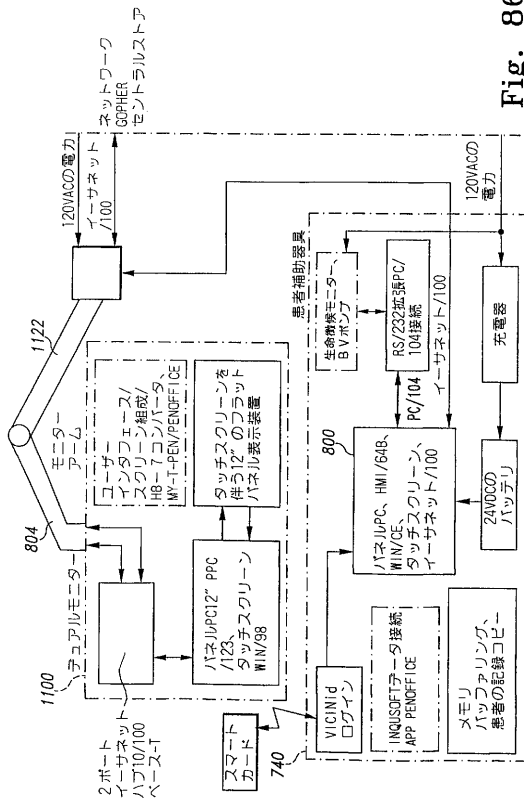 ネットワーク
GOPHER
セントラルストア
120VACの電力
イーサネット
/100
1122
モニター
アーム
804
デュアルモニター
1100
ユーザー
インタフェース/
スクリーン組成/
HB-7コンバータ、
MY-T-PEN/PENOFFICE
タッチスクリーンを
伴う12"のフラット
パネル表示装置
パネルPC12" PPC
/123、
タッチスクリーン
WIN/98
2ポート
イーサネット
ハブ10/100
ベース-T
スマート
カード
740
VICINid
ログイン
INQUSOFTデータ接続
APP PENOFFICE
メモリ
バッファリング、
患者の記録コピー
800
パネルPC、HMI/64B、
WIN/CE、
タッチスクリーン、
イーサネット/100
PC/104
イーサネット/100
患者補助器具
生命徴候モニター、
BVポンプ
RS/232拡張PC/
104接続
120VACの
電力
充電器
24VDCのバッテリ
Fig. 86